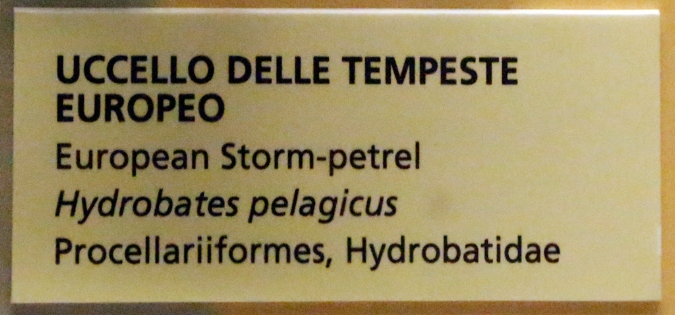 UCCELLO DELLE TEMPESTE
EUROPEO
European Storm-petrel
Hydrobates pelagicus
Procellariiformes, Hydrobatidae